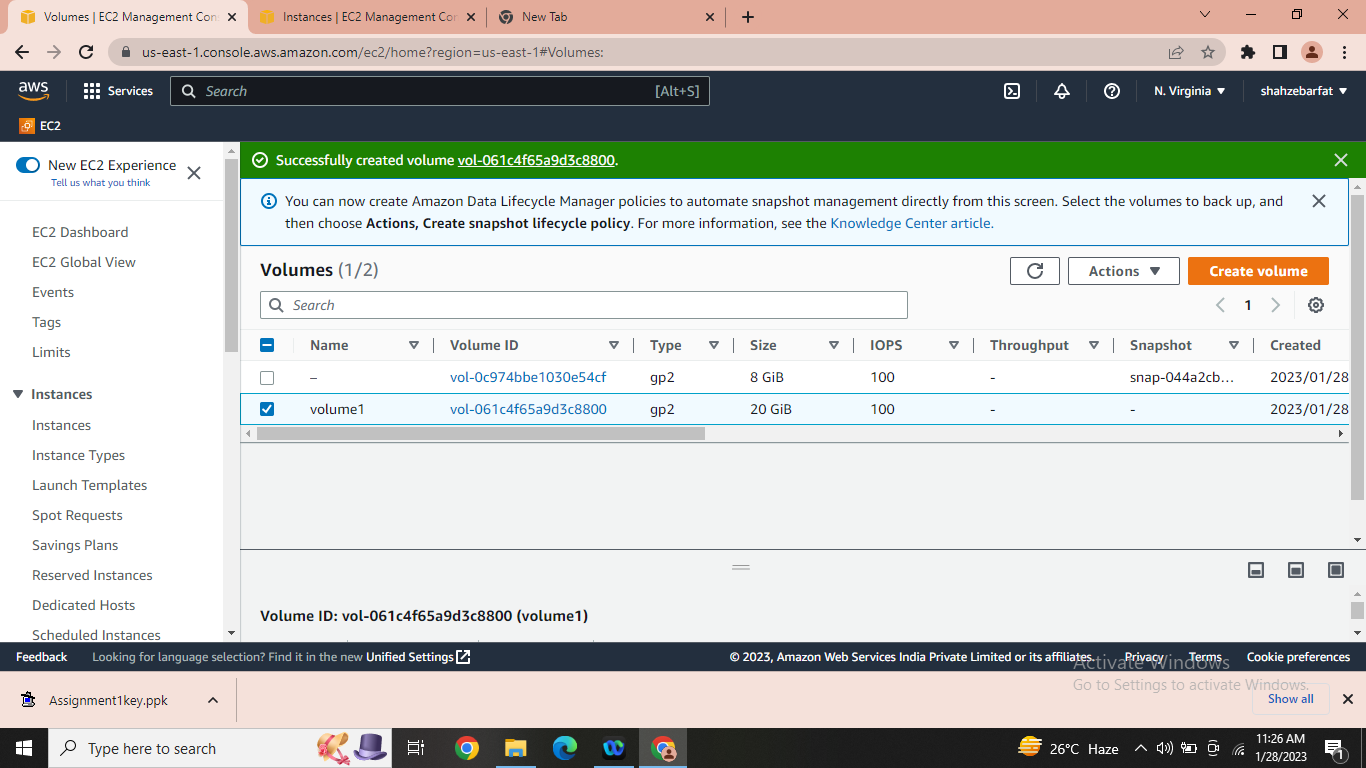 Volumes | EC2 Management Con
Instances | EC2 Management Con
New Tab
us-east-1.console.aws.amazon.com/ec2/home?region=us-east-1#Volumes:
aws
Services
Search
[Alt+S]
N. Virginia
shahzebarfat
EC2
New EC2 Experience
Tell us what you think
EC2 Dashboard
EC2 Global View
Events
Tags
Limits
Instances
Instances
Instance Types
Launch Templates
Spot Requests
Savings Plans
Reserved Instances
Dedicated Hosts
Scheduled Instances
Successfully created volume vol-061c4f65a9d3c8800.
You can now create Amazon Data Lifecycle Manager policies to automate snapshot management directly from this screen. Select the volumes to back up, and
then choose Actions, Create snapshot lifecycle policy. For more information, see the Knowledge Center article.
Volumes (1/2)
Actions
Create volume
Search
1
Name Volume ID Type Size IOPS Throughput Snapshot Created
– vol-0c974bbe1030e54cf gp2 8 GiB 100 - snap-044a2cb... 2023/01/28
volume1 vol-061c4f65a9d3c8800 gp2 20 GiB 100 - - 2023/01/28
Volume ID: vol-061c4f65a9d3c8800 (volume1)
Feedback
Looking for language selection? Find it in the new Unified Settings
© 2023, Amazon Web Services India Private Limited or its affiliates.
Privacy
Terms
Cookie preferences
Activate Windows
Go to Settings to activate Windows.
Assignment1key.ppk
Show all
Type here to search
26°C Haze
11:26 AM
1/28/2023
1